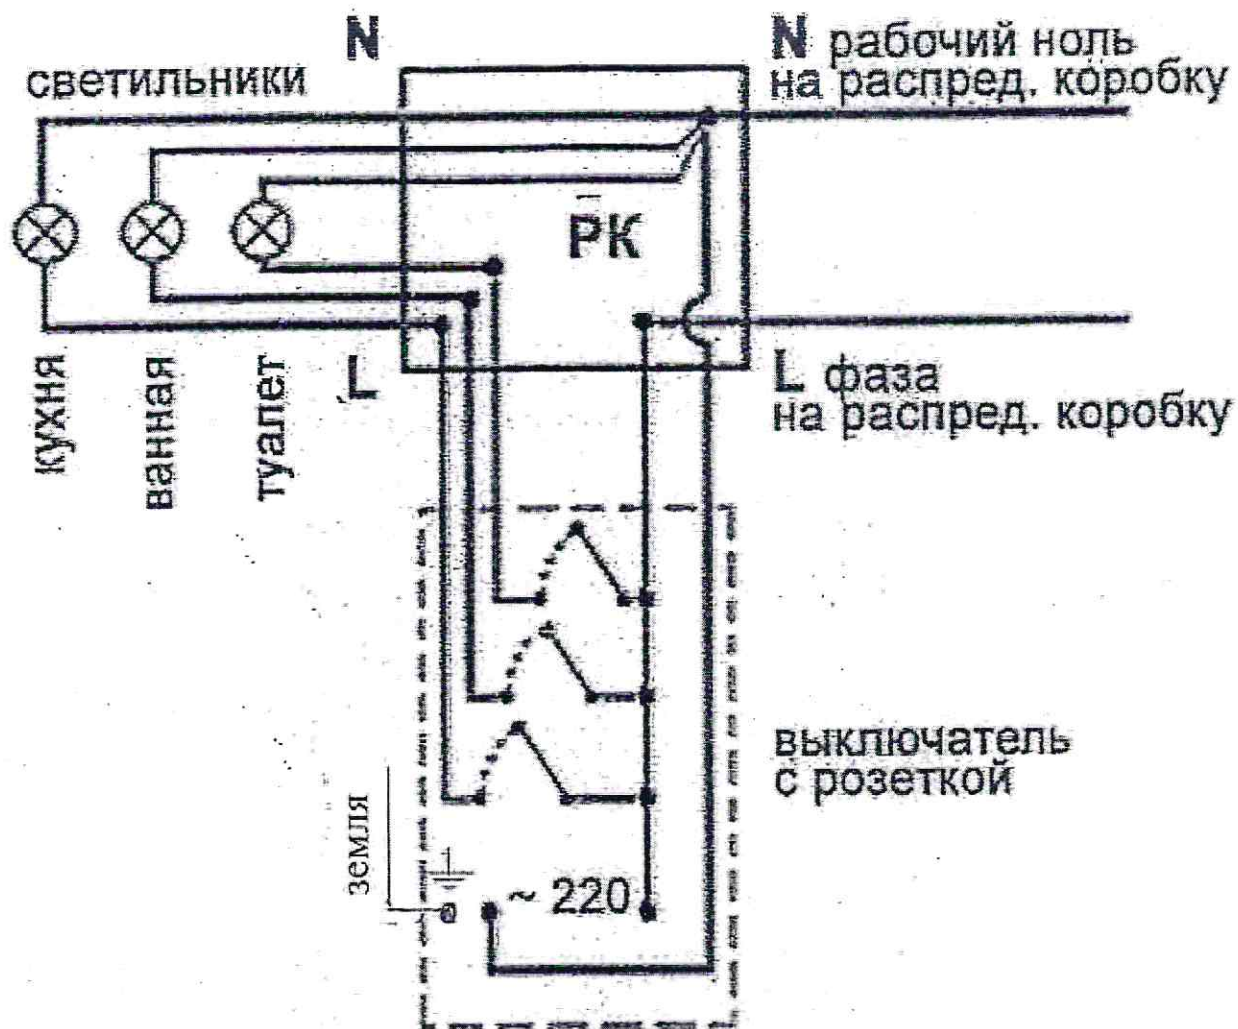 N
N рабочий ноль
на распред. коробку
светильники
РК
L
L фаза
на распред. коробку
кухня
ванная
туалет
выключатель
с розеткой
земля
~ 220